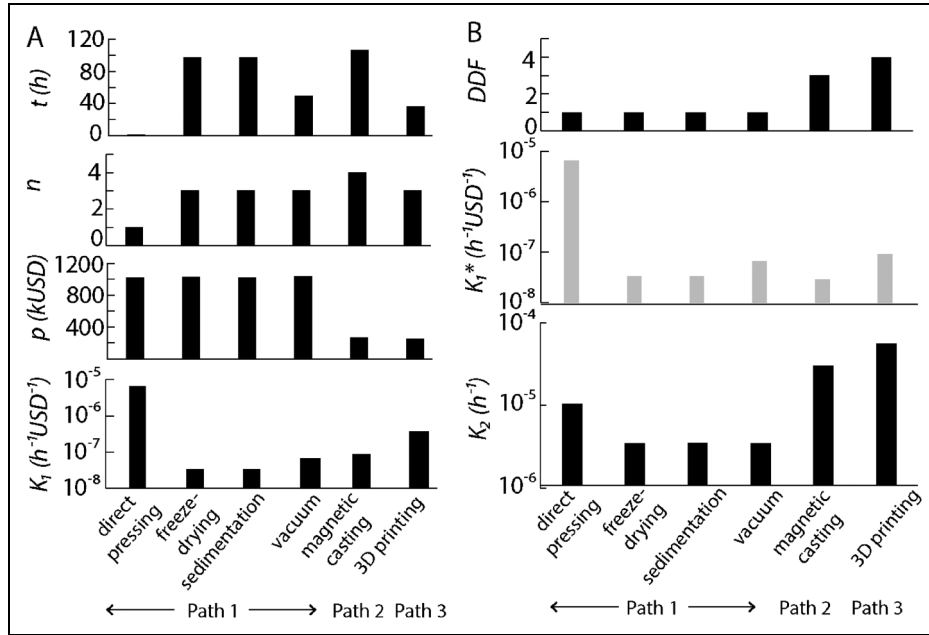 A
t (h)
120
80
40
0
n
4
2
0
p (kUSD)
1200
800
400
K₁ (h⁻¹USD⁻¹)
10⁻⁵
10⁻⁶
10⁻⁷
10⁻⁸
direct pressing
freeze-drying
sedimentation
vacuum
magnetic casting
3D printing
Path 1
Path 2
Path 3
B
DDF
4
2
0
K₁* (h⁻¹USD⁻¹)
10⁻⁵
10⁻⁶
10⁻⁷
10⁻⁸
K₂ (h⁻¹)
10⁻⁴
10⁻⁵
10⁻⁶
direct pressing
freeze-drying
sedimentation
vacuum
magnetic casting
3D printing
Path 1
Path 2
Path 3